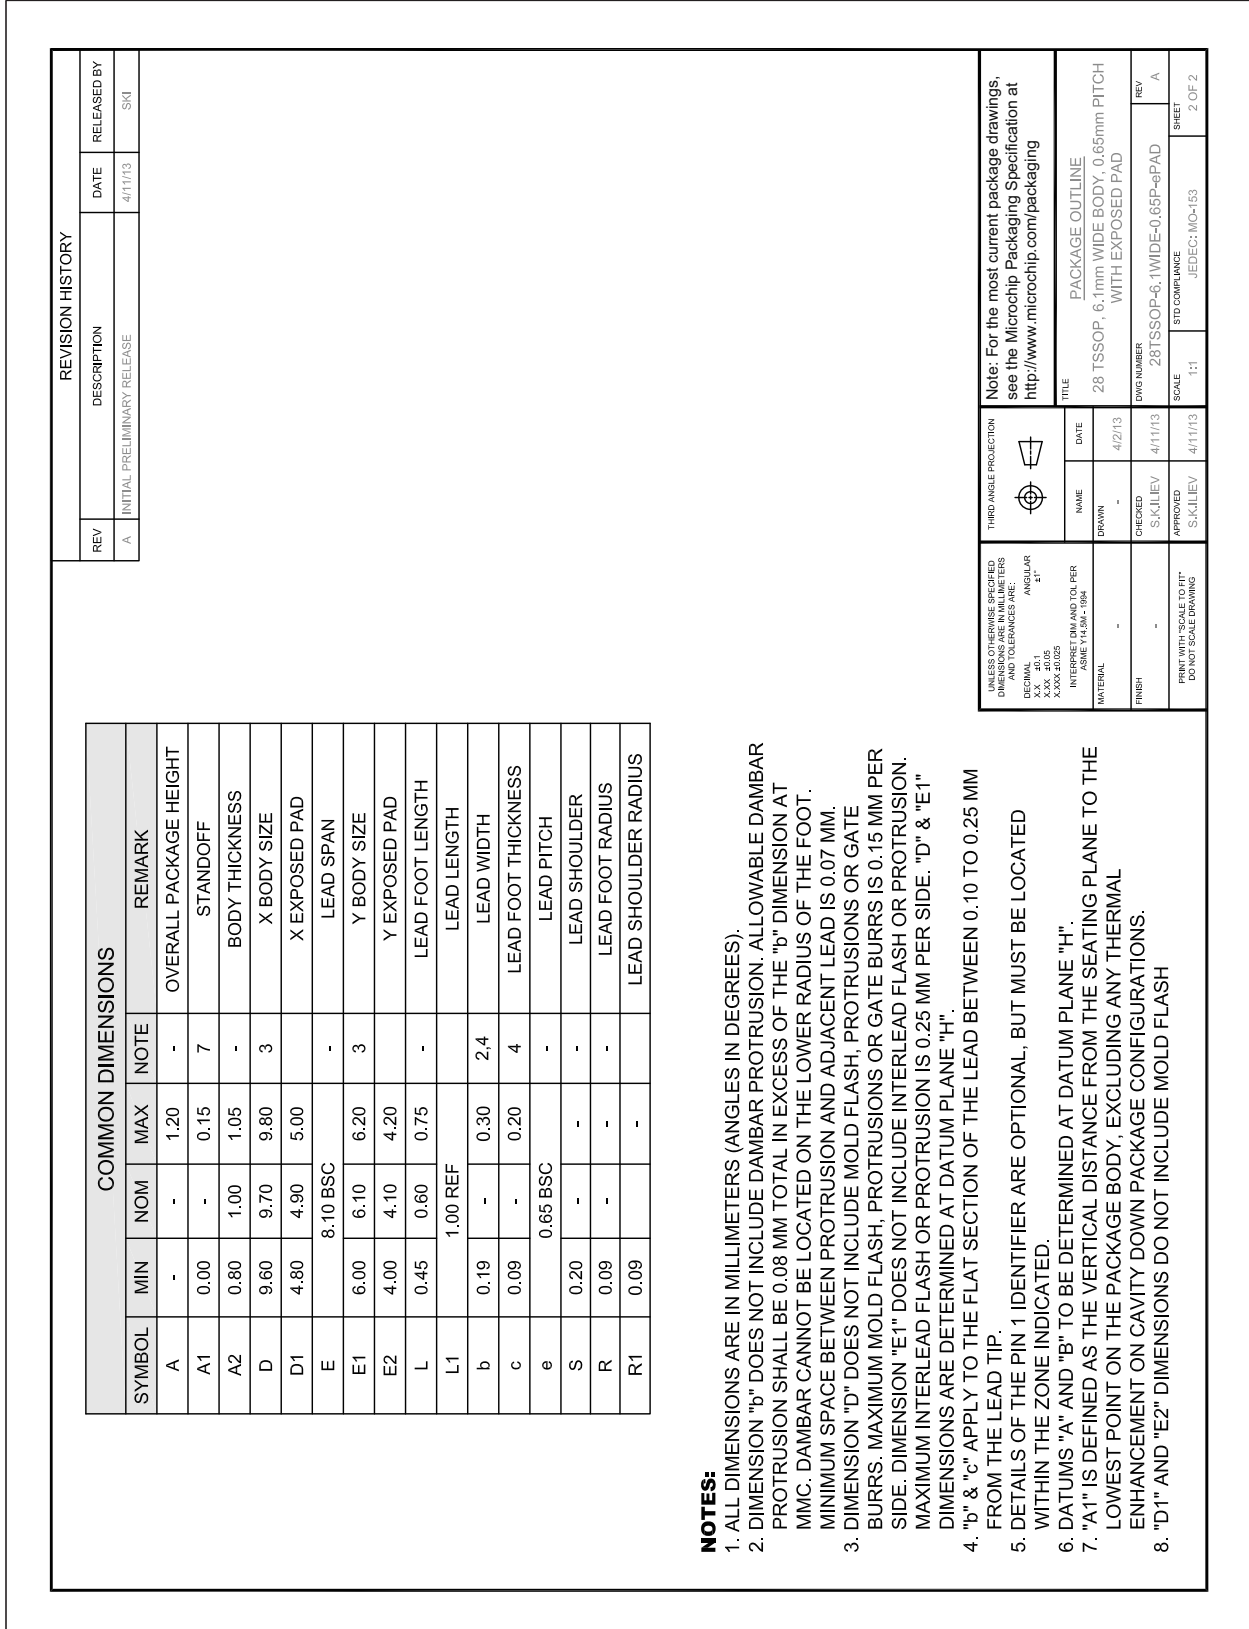 REVISION HISTORY
REV DESCRIPTION DATE RELEASED BY
A INITIAL PRELIMINARY RELEASE 4/11/13 SKI
COMMON DIMENSIONS
SYMBOL MIN NOM MAX NOTE REMARK
A - - 1.20 - OVERALL PACKAGE HEIGHT
A1 0.00 - 0.15 7 STANDOFF
A2 0.80 1.00 1.05 - BODY THICKNESS
D 9.60 9.70 9.80 3 X BODY SIZE
D1 4.80 4.90 5.00 X EXPOSED PAD
E 8.10 BSC - LEAD SPAN
E1 6.00 6.10 6.20 3 Y BODY SIZE
E2 4.00 4.10 4.20 Y EXPOSED PAD
L 0.45 0.60 0.75 - LEAD FOOT LENGTH
L1 1.00 REF LEAD LENGTH
b 0.19 - 0.30 2,4 LEAD WIDTH
c 0.09 - 0.20 4 LEAD FOOT THICKNESS
e 0.65 BSC - LEAD PITCH
S 0.20 - - - LEAD SHOULDER
R 0.09 - - - LEAD FOOT RADIUS
R1 0.09 - LEAD SHOULDER RADIUS
NOTES:
1. ALL DIMENSIONS ARE IN MILLIMETERS (ANGLES IN DEGREES).
2. DIMENSION "b" DOES NOT INCLUDE DAMBAR PROTRUSION. ALLOWABLE DAMBAR
PROTRUSION SHALL BE 0.08 MM TOTAL IN EXCESS OF THE "b" DIMENSION AT
MMC. DAMBAR CANNOT BE LOCATED ON THE LOWER RADIUS OF THE FOOT.
MINIMUM SPACE BETWEEN PROTRUSION AND ADJACENT LEAD IS 0.07 MM.
3. DIMENSION "D" DOES NOT INCLUDE MOLD FLASH, PROTRUSIONS OR GATE
BURRS. MAXIMUM MOLD FLASH, PROTRUSIONS OR GATE BURRS IS 0.15 MM PER
SIDE. DIMENSION "E1" DOES NOT INCLUDE INTERLEAD FLASH OR PROTRUSION.
MAXIMUM INTERLEAD FLASH OR PROTRUSION IS 0.25 MM PER SIDE. "D" & "E1"
DIMENSIONS ARE DETERMINED AT DATUM PLANE "H".
4. "b" & "c" APPLY TO THE FLAT SECTION OF THE LEAD BETWEEN 0.10 TO 0.25 MM
FROM THE LEAD TIP.
5. DETAILS OF THE PIN 1 IDENTIFIER ARE OPTIONAL, BUT MUST BE LOCATED
WITHIN THE ZONE INDICATED.
6. DATUMS "A" AND "B" TO BE DETERMINED AT DATUM PLANE "H".
7. "A1" IS DEFINED AS THE VERTICAL DISTANCE FROM THE SEATING PLANE TO THE
LOWEST POINT ON THE PACKAGE BODY, EXCLUDING ANY THERMAL
ENHANCEMENT ON CAVITY DOWN PACKAGE CONFIGURATIONS.
8. "D1" AND "E2" DIMENSIONS DO NOT INCLUDE MOLD FLASH
UNLESS OTHERWISE SPECIFIED
DIMENSIONS ARE IN MILLIMETERS
AND TOLERANCES ARE:
DECIMAL ANGULAR
X.X ±0.1 ±1°
X.XX ±0.05
X.XXX ±0.025
INTERPRET DIM AND TOL PER
ASME Y14.5M - 1994
MATERIAL
-
FINISH
-
PRINT WITH "SCALE TO FIT"
DO NOT SCALE DRAWING
THIRD ANGLE PROJECTION
NAME DATE
DRAWN
- 4/2/13
CHECKED
S.K.ILIEV 4/11/13
APPROVED
S.K.ILIEV 4/11/13
Note: For the most current package drawings,
see the Microchip Packaging Specification at
http://www.microchip.com/packaging
TITLE
PACKAGE OUTLINE
28 TSSOP, 6.1mm WIDE BODY, 0.65mm PITCH
WITH EXPOSED PAD
DWG NUMBER
28TSSOP-6.1WIDE-0.65P-ePAD
REV
A
SCALE
1:1
STD COMPLIANCE
JEDEC: MO-153
SHEET
2 OF 2